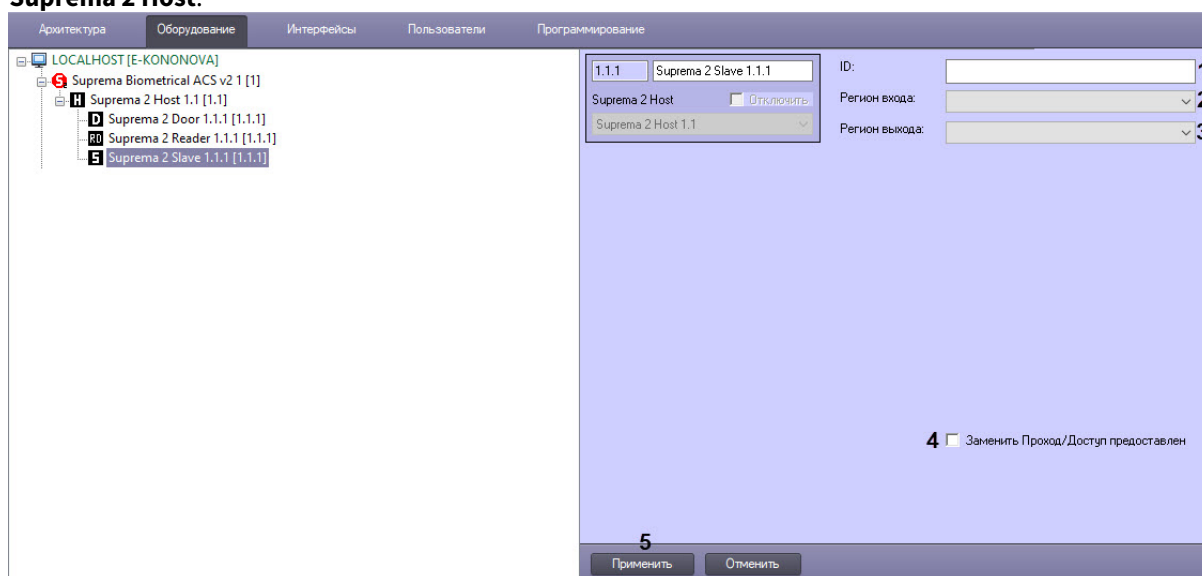 Suprema 2 Host.
Архитектура Оборудование Интерфейсы Пользователи Программирование
LOCALHOST [E-KONONOVA]
Suprema Biometrical ACS v2 1 [1]
H Suprema 2 Host 1.1 [1.1]
D Suprema 2 Door 1.1.1 [1.1.1]
RD Suprema 2 Reader 1.1.1 [1.1.1]
S Suprema 2 Slave 1.1.1 [1.1.1]
1.1.1 Suprema 2 Slave 1.1.1
Suprema 2 Host Отключить
Suprema 2 Host 1.1
ID: 1
Регион входа: 2
Регион выхода: 3
4 Заменить Проход/Доступ предоставлен
5
Применить Отменить